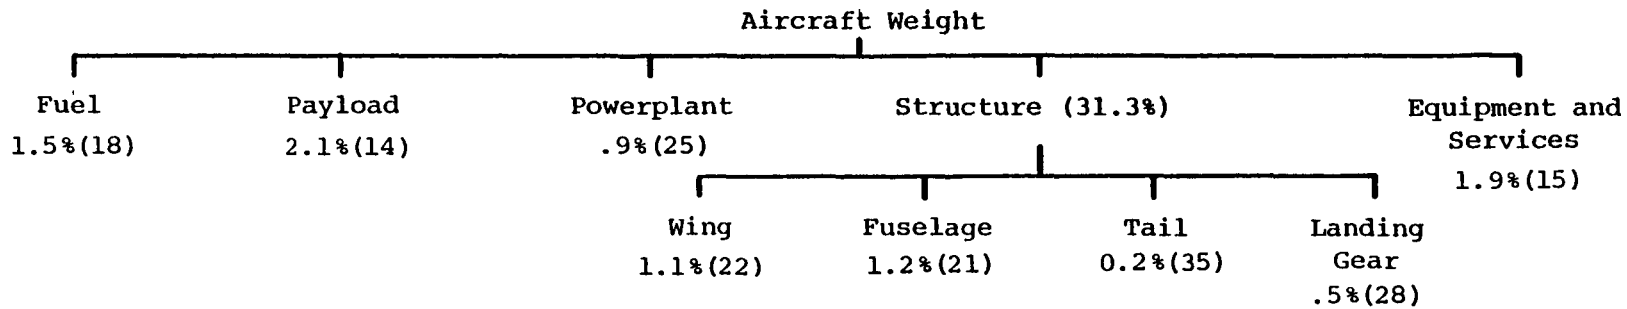 Aircraft Weight
Fuel
1.5%(18)
Payload
2.1%(14)
Powerplant
.9%(25)
Structure (31.3%)
Equipment and
Services
1.9%(15)
Wing
1.1%(22)
Fuselage
1.2%(21)
Tail
0.2%(35)
Landing
Gear
.5%(28)